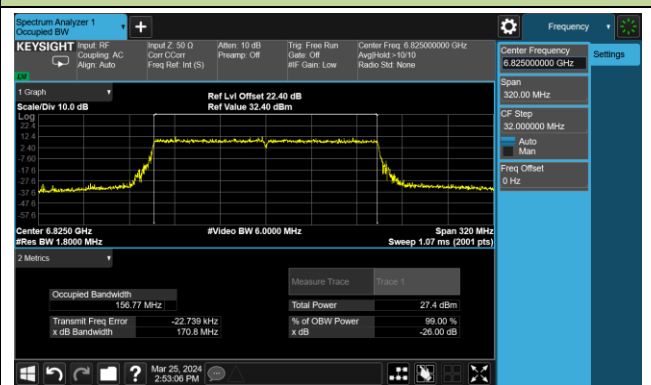 Spectrum Analyzer 1
Occupied BW
Frequency
KEYSIGHT
Input: RF
Coupling: AC
Align: Auto
Input Z: 50 Ω
Corr CCorr
Freq Ref: Int (S)
Atten: 10 dB
Preamp: Off
Trig: Free Run
Gate: Off
#IF Gain: Low
Center Freq: 6.825000000 GHz
Avg|Hold:>10/10
Radio Std: None
Center Frequency
6.825000000 GHz
Settings
Span
320.00 MHz
CF Step
32.000000 MHz
Auto
Man
Freq Offset
0 Hz
1 Graph
Scale/Div 10.0 dB
Ref Lvl Offset 22.40 dB
Ref Value 32.40 dBm
Log
22.4
12.4
2.40
-7.60
-17.6
-27.6
-37.6
-47.6
-57.6
Center 6.8250 GHz
#Video BW 6.0000 MHz
Span 320 MHz
#Res BW 1.8000 MHz
Sweep 1.07 ms (2001 pts)
2 Metrics
Measure Trace
Trace 1
Occupied Bandwidth
156.77 MHz
Total Power
27.4 dBm
Transmit Freq Error
-22.739 kHz
% of OBW Power
99.00 %
x dB Bandwidth
170.8 MHz
x dB
-26.00 dB
Mar 25, 2024
2:53:06 PM